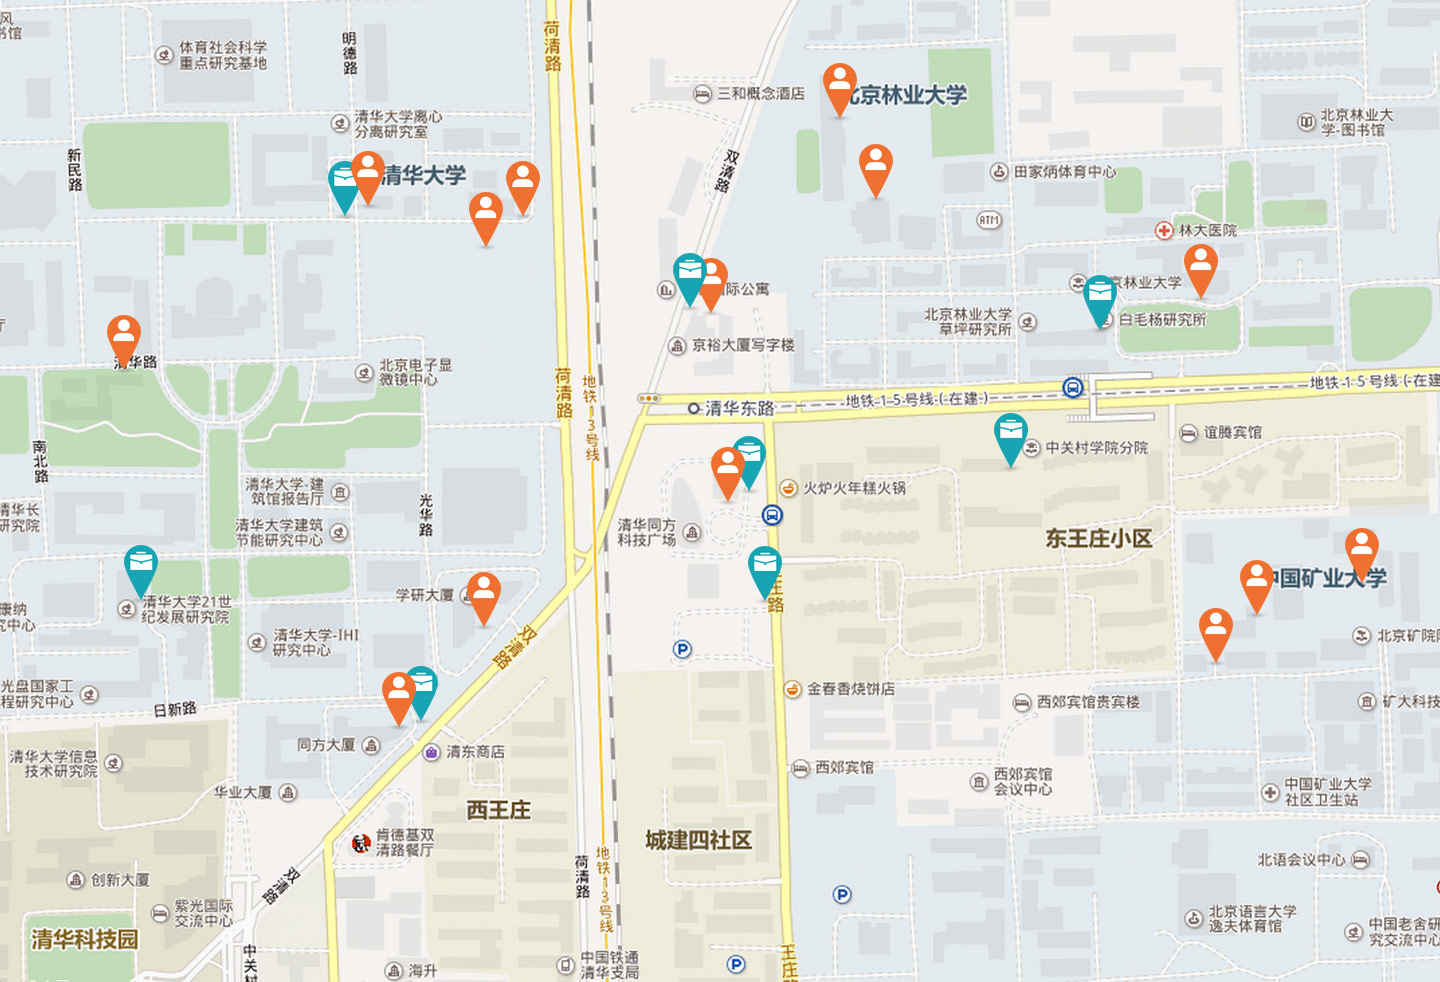 风
书馆
体育社会科学
重点研究基地
明德路
荷清路
三和概念酒店
北京林业大学
北京林业大
学-图书馆
清华大学离心
分离研究室
新民路
清华大学
双清路
田家炳体育中心
ATM
林大医院
国际公寓
京林业大学
北京林业大学
草坪研究所
白毛杨研究所
京裕大厦写字楼
厅
清华路
北京电子显
微镜中心
荷清路
地铁13号线
清华东路
地铁15号线(在建)
地铁15号线(在建
南北路
谊腾宾馆
中关村学院分院
清华大学-建
筑馆报告厅
火炉火年糕火锅
光华路
清华长
研究院
清华大学建筑
节能研究中心
清华同方
科技广场
东王庄小区
中国矿业大学
学研大厦
清华大学21世
纪发展研究院
康纳
究中心
庄路
双清路
清华大学-IHI
研究中心
北京矿院
P
光盘国家工
程研究中心
日新路
金春香烧饼店
西郊宾馆贵宾楼
矿大科技
同方大厦
清东商店
清华大学信息
技术研究院
西郊宾馆
西郊宾馆
会议中心
华业大厦
中国矿业大学
社区卫生站
西王庄
城建四社区
肯德基双
清路餐厅
荷清路
地铁13号线
北语会议中心
创新大厦
双清路
P
紫光国际
交流中心
北京语言大学
逸夫体育馆
清华科技园
中国老舍研
究交流中心
中关村
海升
中国铁通
清华支局
P
王庄路